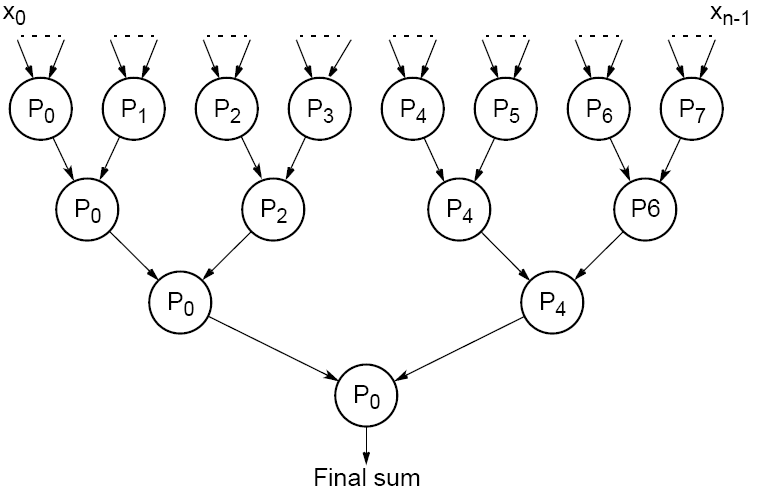 x0 xn-1
P0 P1 P2 P3 P4 P5 P6 P7
P0 P2 P4 P6
P0 P4
P0
Final sum